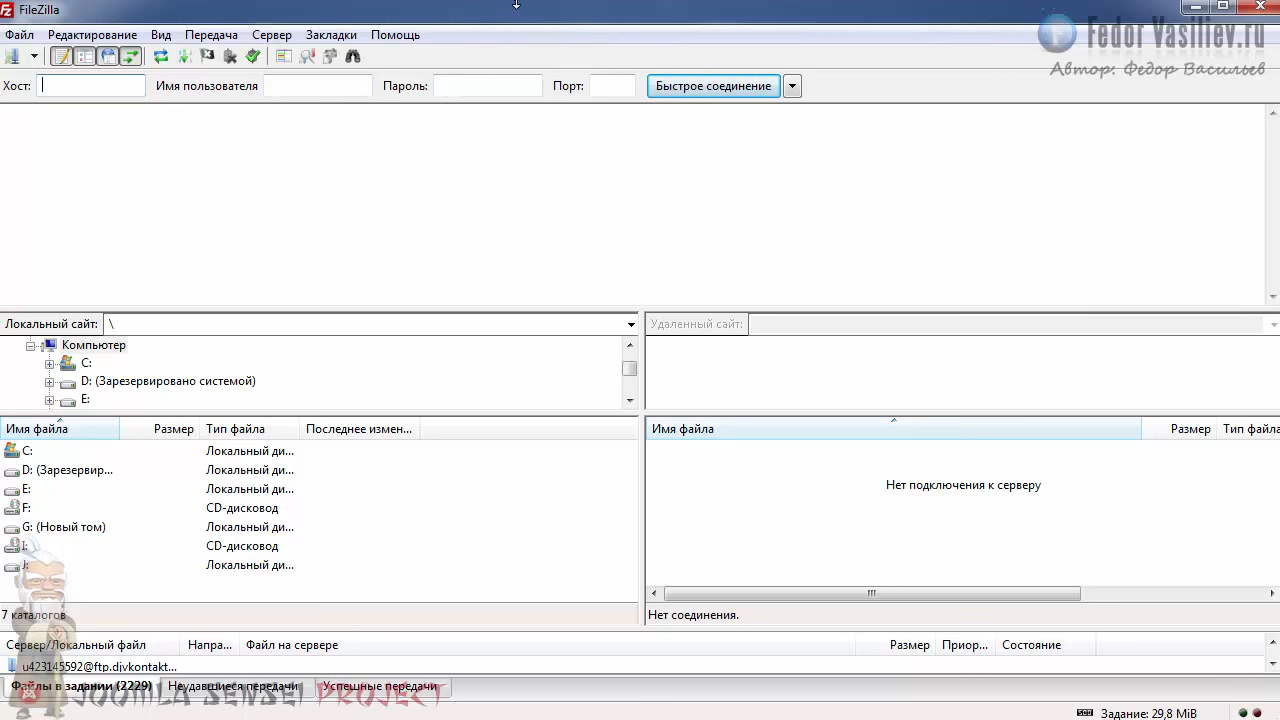 FileZilla
Файл Редактирование Вид Передача Сервер Закладки Помощь
Fedor Vasiliev.ru
Автор: Федор Васильев
Хост: Имя пользователя Пароль: Порт: Быстрое соединение
Локальный сайт: \
Удаленный сайт:
Компьютер
C:
D: (Зарезервировано системой)
E:
Имя файла Размер Тип файла Последнее измен...
Имя файла Размер Тип файла
C: Локальный ди...
D: (Зарезервир... Локальный ди...
E: Локальный ди...
F: CD-дисковод
G: (Новый том) Локальный ди...
I: CD-дисковод
J: Локальный ди...
Нет подключения к серверу
7 каталогов
Нет соединения.
Сервер/Локальный файл Напра... Файл на сервере Размер Приор... Состояние
u423145592@ftp.djvkontakt...
Файлы в задании (2229) Неудавшиеся передачи Успешные передачи
JOOMLA SENSEI PROJECT
Задание: 29,8 MiB